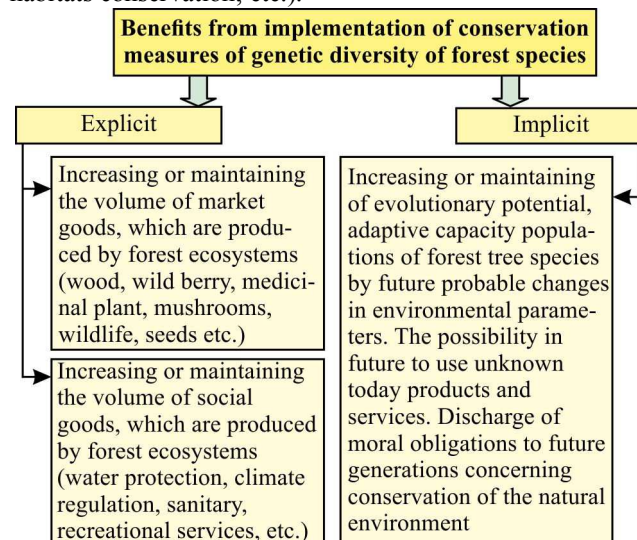 habitats conservation, etc.).
Benefits from implementation of conservation
measures of genetic diversity of forest species
Explicit
Implicit
Increasing or maintaining
the volume of market
goods, which are produ-
ced by forest ecosystems
(wood, wild berry, medici-
nal plant, mushrooms,
wildlife, seeds etc.)
Increasing or maintaining
the volume of social
goods, which are produced
by forest ecosystems
(water protection, climate
regulation, sanitary,
recreational services, etc.)
Increasing or maintaining
of evolutionary potential,
adaptive capacity popula-
tions of forest tree species
by future probable changes
in environmental parame-
ters. The possibility in
future to use unknown
today products and
services. Discharge of
moral obligations to future
generations concerning
conservation of the natural
environment